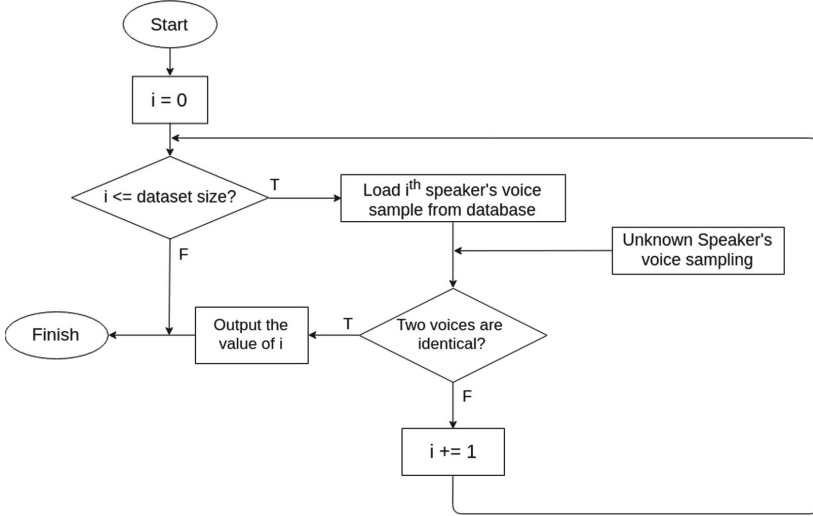 Start
i = 0
i <= dataset size?
T
Load ith speaker's voice
sample from database
Unknown Speaker's
voice sampling
F
Finish
Output the
value of i
T
Two voices are
identical?
F
i += 1